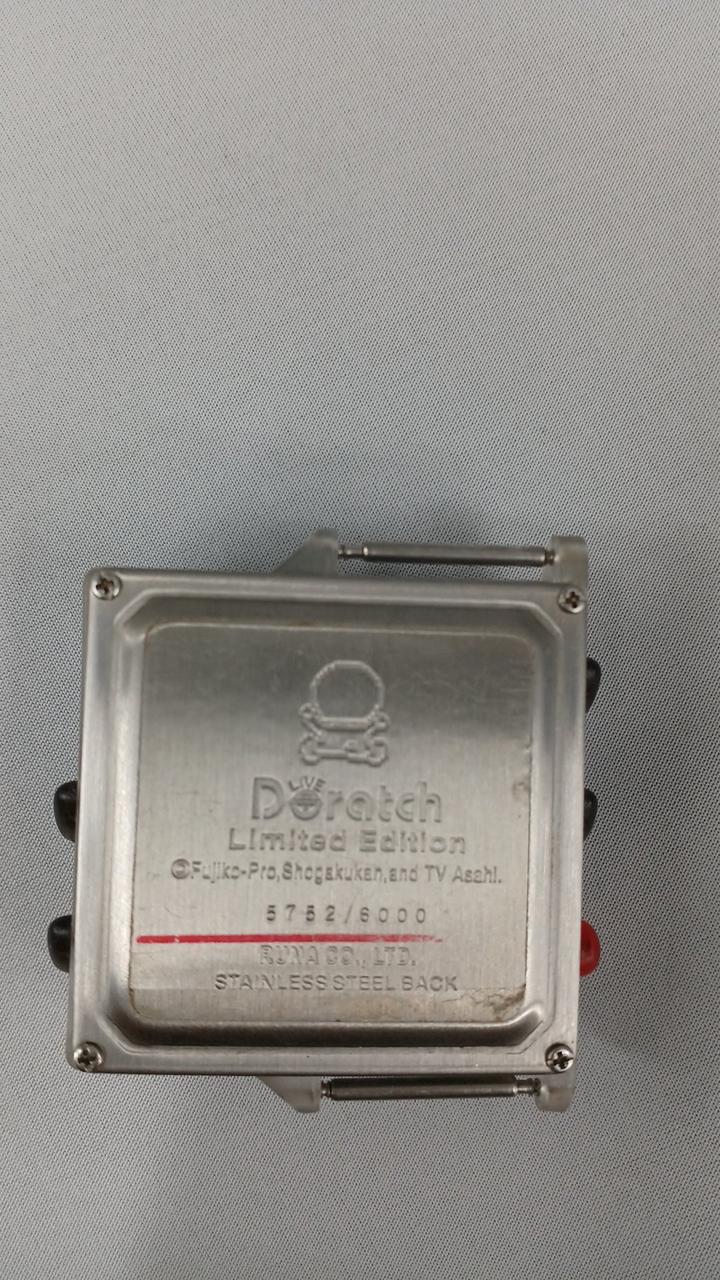 LIVE
Doratch
Limited Edition
©Fujiko-Pro,Shogakukan,and TV Asahi.
5752/6000
RUNA CO., LTD.
STAINLESS STEEL BACK